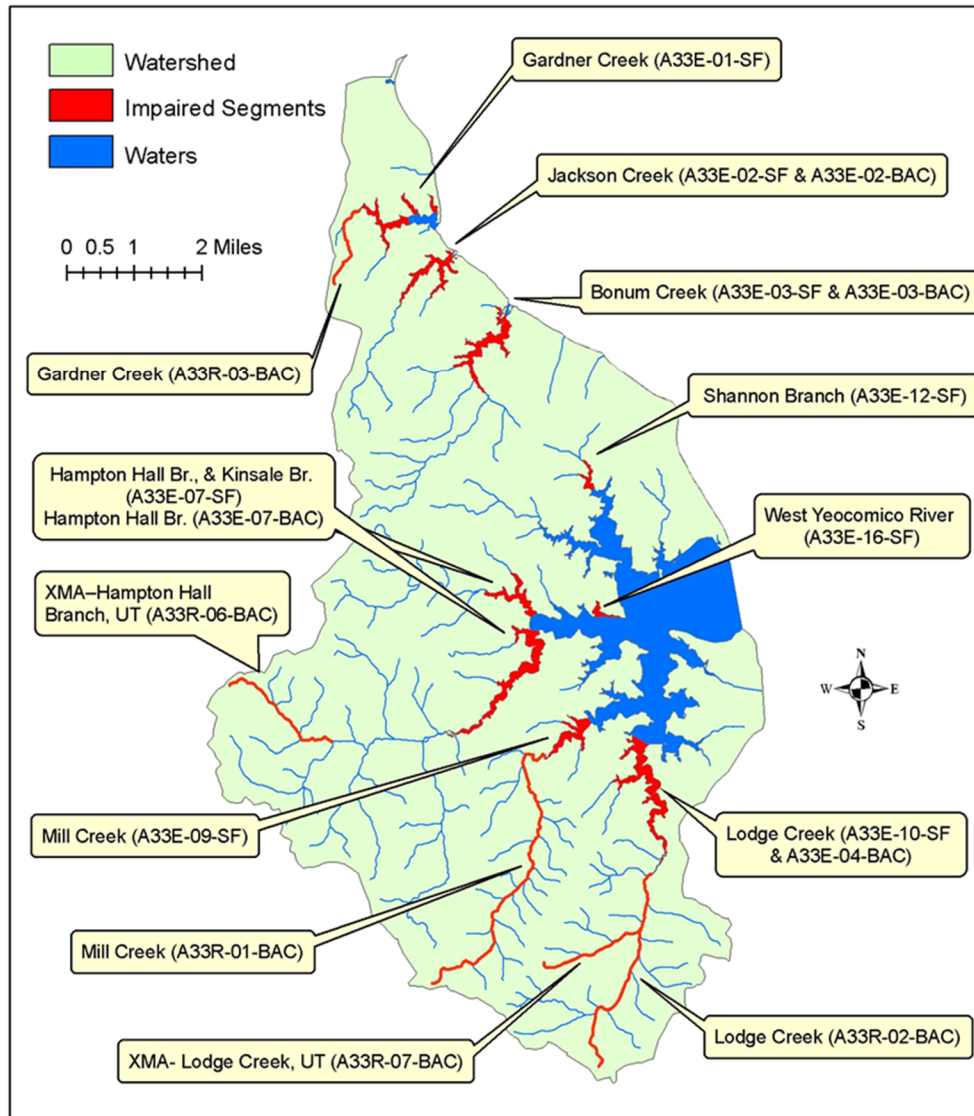 Watershed
Impaired Segments
Waters
0 0.5 1 2 Miles
Gardner Creek (A33E-01-SF)
Jackson Creek (A33E-02-SF & A33E-02-BAC)
Bonum Creek (A33E-03-SF & A33E-03-BAC)
Gardner Creek (A33R-03-BAC)
Shannon Branch (A33E-12-SF)
Hampton Hall Br., & Kinsale Br.
(A33E-07-SF)
Hampton Hall Br. (A33E-07-BAC)
West Yeocomico River
(A33E-16-SF)
XMA–Hampton Hall
Branch, UT (A33R-06-BAC)
N
W E
S
Mill Creek (A33E-09-SF)
Lodge Creek (A33E-10-SF
& A33E-04-BAC)
Mill Creek (A33R-01-BAC)
Lodge Creek (A33R-02-BAC)
XMA- Lodge Creek, UT (A33R-07-BAC)